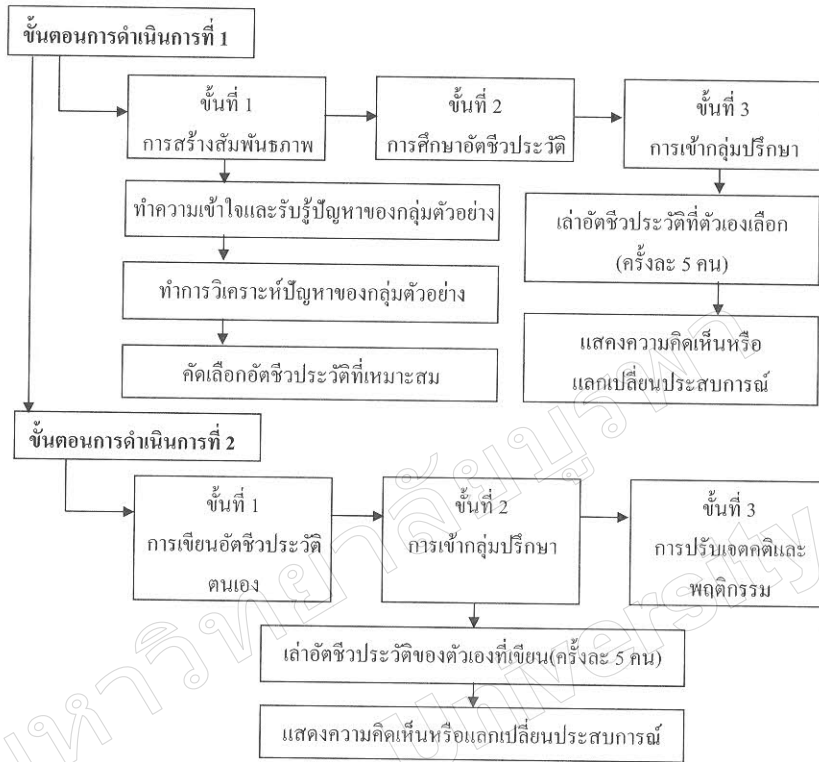 ขั้นตอนการดำเนินการที่ 1
ขั้นที่ 1
การสร้างสัมพันธภาพ
ขั้นที่ 2
การศึกษาอัตชีวประวัติ
ขั้นที่ 3
การเข้ากลุ่มปรึกษา
ทำความเข้าใจและรับรู้ปัญหาของกลุ่มตัวอย่าง
ทำการวิเคราะห์ปัญหาของกลุ่มตัวอย่าง
คัดเลือกอัตชีวประวัติที่เหมาะสม
เล่าอัตชีวประวัติที่ตัวเองเลือก
(ครั้งละ 5 คน)
แสดงความคิดเห็นหรือ
แลกเปลี่ยนประสบการณ์
ขั้นตอนการดำเนินการที่ 2
ขั้นที่ 1
การเขียนอัตชีวประวัติ
ตนเอง
ขั้นที่ 2
การเข้ากลุ่มปรึกษา
ขั้นที่ 3
การปรับเจตคติและ
พฤติกรรม
เล่าอัตชีวประวัติของตัวเองที่เขียน(ครั้งละ 5 คน)
แสดงความคิดเห็นหรือแลกเปลี่ยนประสบการณ์
มหาวิทยาลัยบูรพา
University